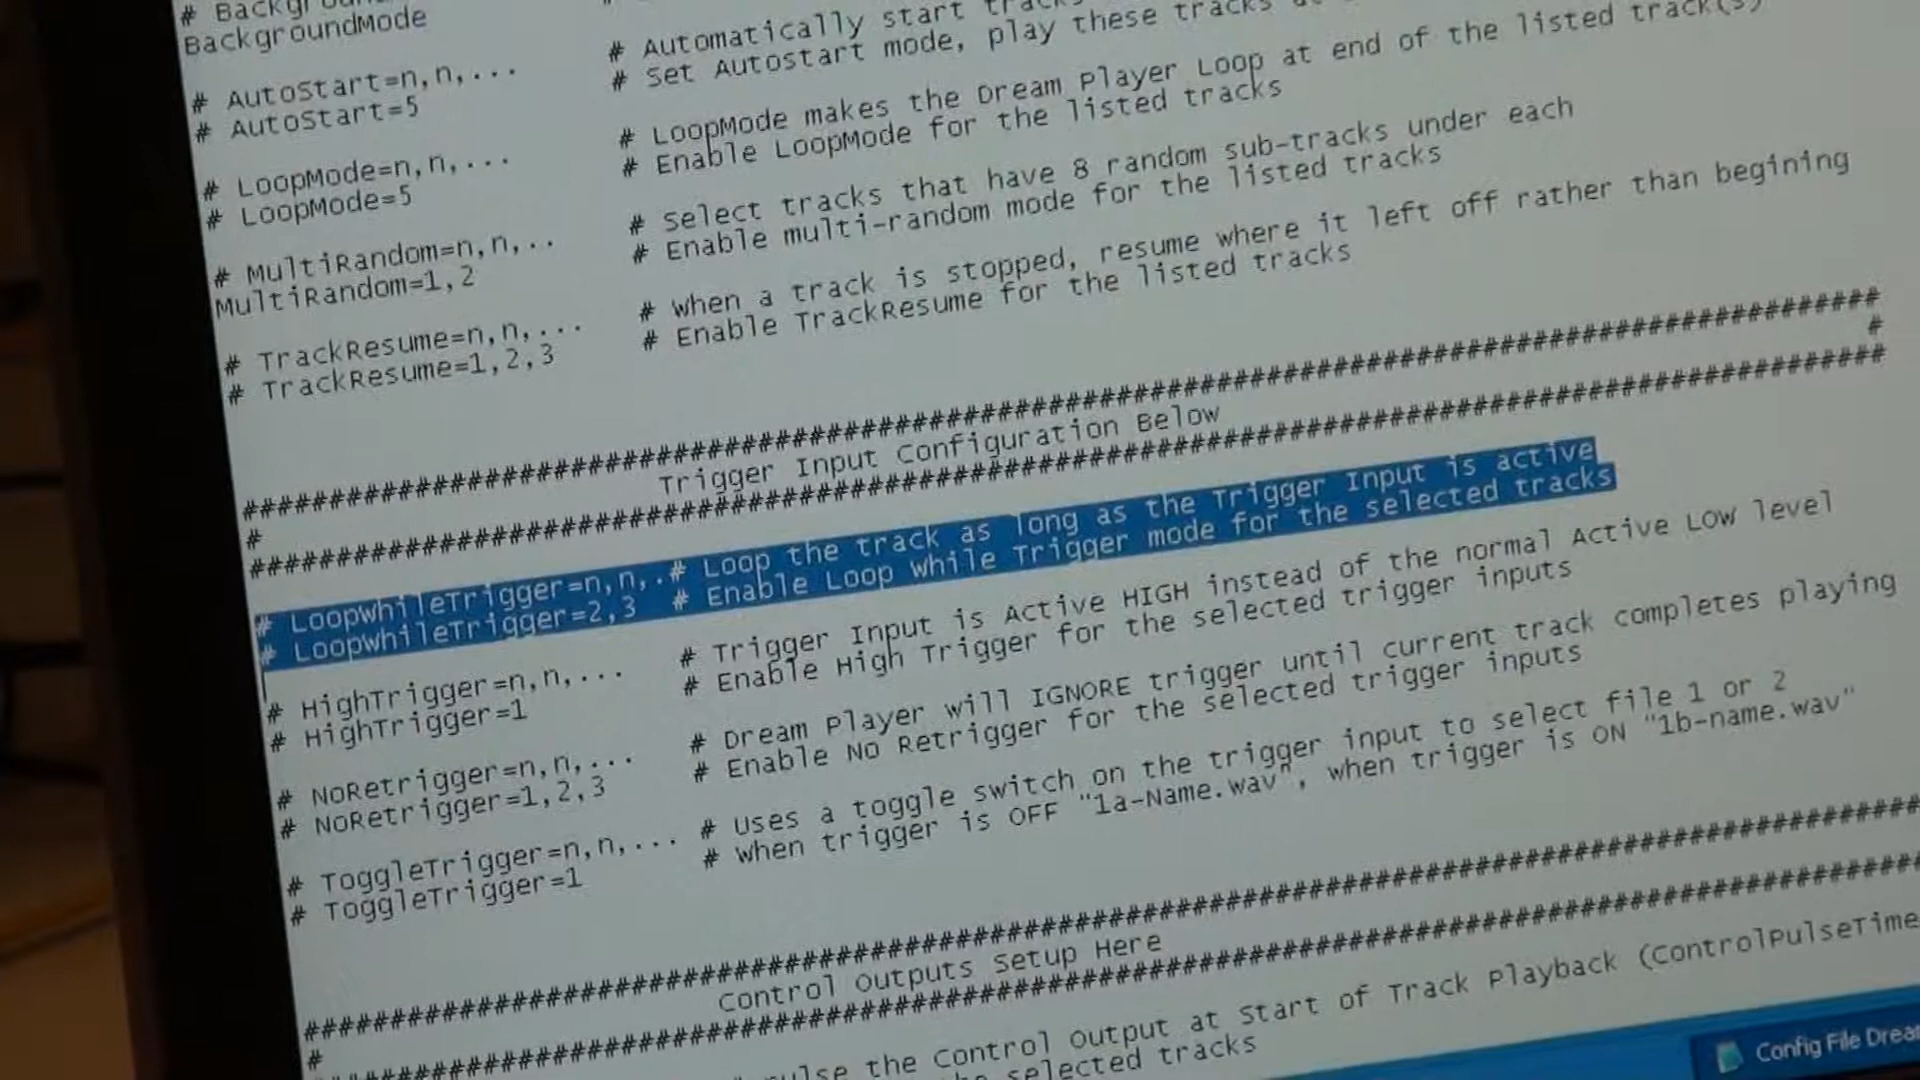 #
BackgroundMode
# AutoStart=n,n,... # Automatically start
# AutoStart=5 # Set Autostart mode, play these tracks
# LoopMode=n,n,... # LoopMode makes the Dream Player Loop at end of the listed track(s)
# LoopMode=5 # Enable LoopMode for the listed tracks
# MultiRandom=n,n,.. # Select tracks that have 8 random sub-tracks under each
MultiRandom=1,2 # Enable multi-random mode for the listed tracks
# TrackResume=n,n,... # When a track is stopped, resume where it left off rather than begining
# TrackResume=1,2,3 # Enable TrackResume for the listed tracks
# Trigger Input Configuration Below #
# LoopWhileTrigger=n,n,.# Loop the track as long as the Trigger Input is active
# LoopWhileTrigger=2,3 # Enable Loop While Trigger mode for the selected tracks
# HighTrigger=n,n,... # Trigger Input is Active HIGH instead of the normal Active LOW level
# HighTrigger=1 # Enable High Trigger for the selected trigger inputs
# NoRetrigger=n,n,... # Dream Player will IGNORE trigger until current track completes playing
# NoRetrigger=1,2,3 # Enable No Retrigger for the selected trigger inputs
# ToggleTrigger=n,n,... # Uses a toggle switch on the trigger input to select file 1 or 2
# ToggleTrigger=1 # When trigger is OFF "1a-Name.wav", when trigger is ON "1b-name.wav"
# Control Outputs Setup Here
the Control Output at Start of Track Playback (ControlPulseTime
selected tracks
Config File